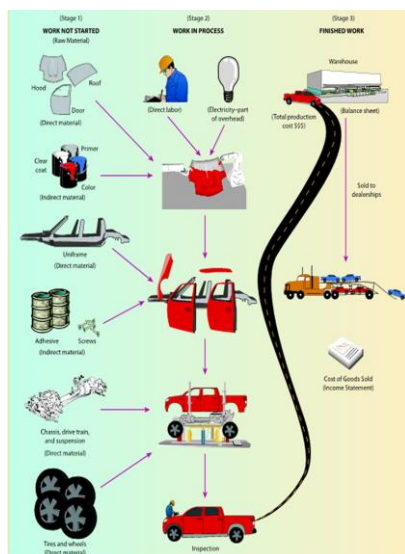 (Stage 1)
WORK NOT STARTED
(Raw Material)
Hood
Roof
Door
(Direct material)
Primer
Clear
coat
Color
(Indirect material)
Uniframe
(Direct material)
Adhesive
Screws
(Indirect material)
Chassis, drive train,
and suspension
(Direct material)
Tires and wheels
(Direct material)
(Stage 2)
WORK IN PROCESS
(Direct labor)
(Electricity–part
of overhead)
Inspection
(Stage 3)
FINISHED WORK
Warehouse
(Total production
cost $$$)
(Balance sheet)
Sold to
dealerships
Cost of Goods Sold
(Income Statement)